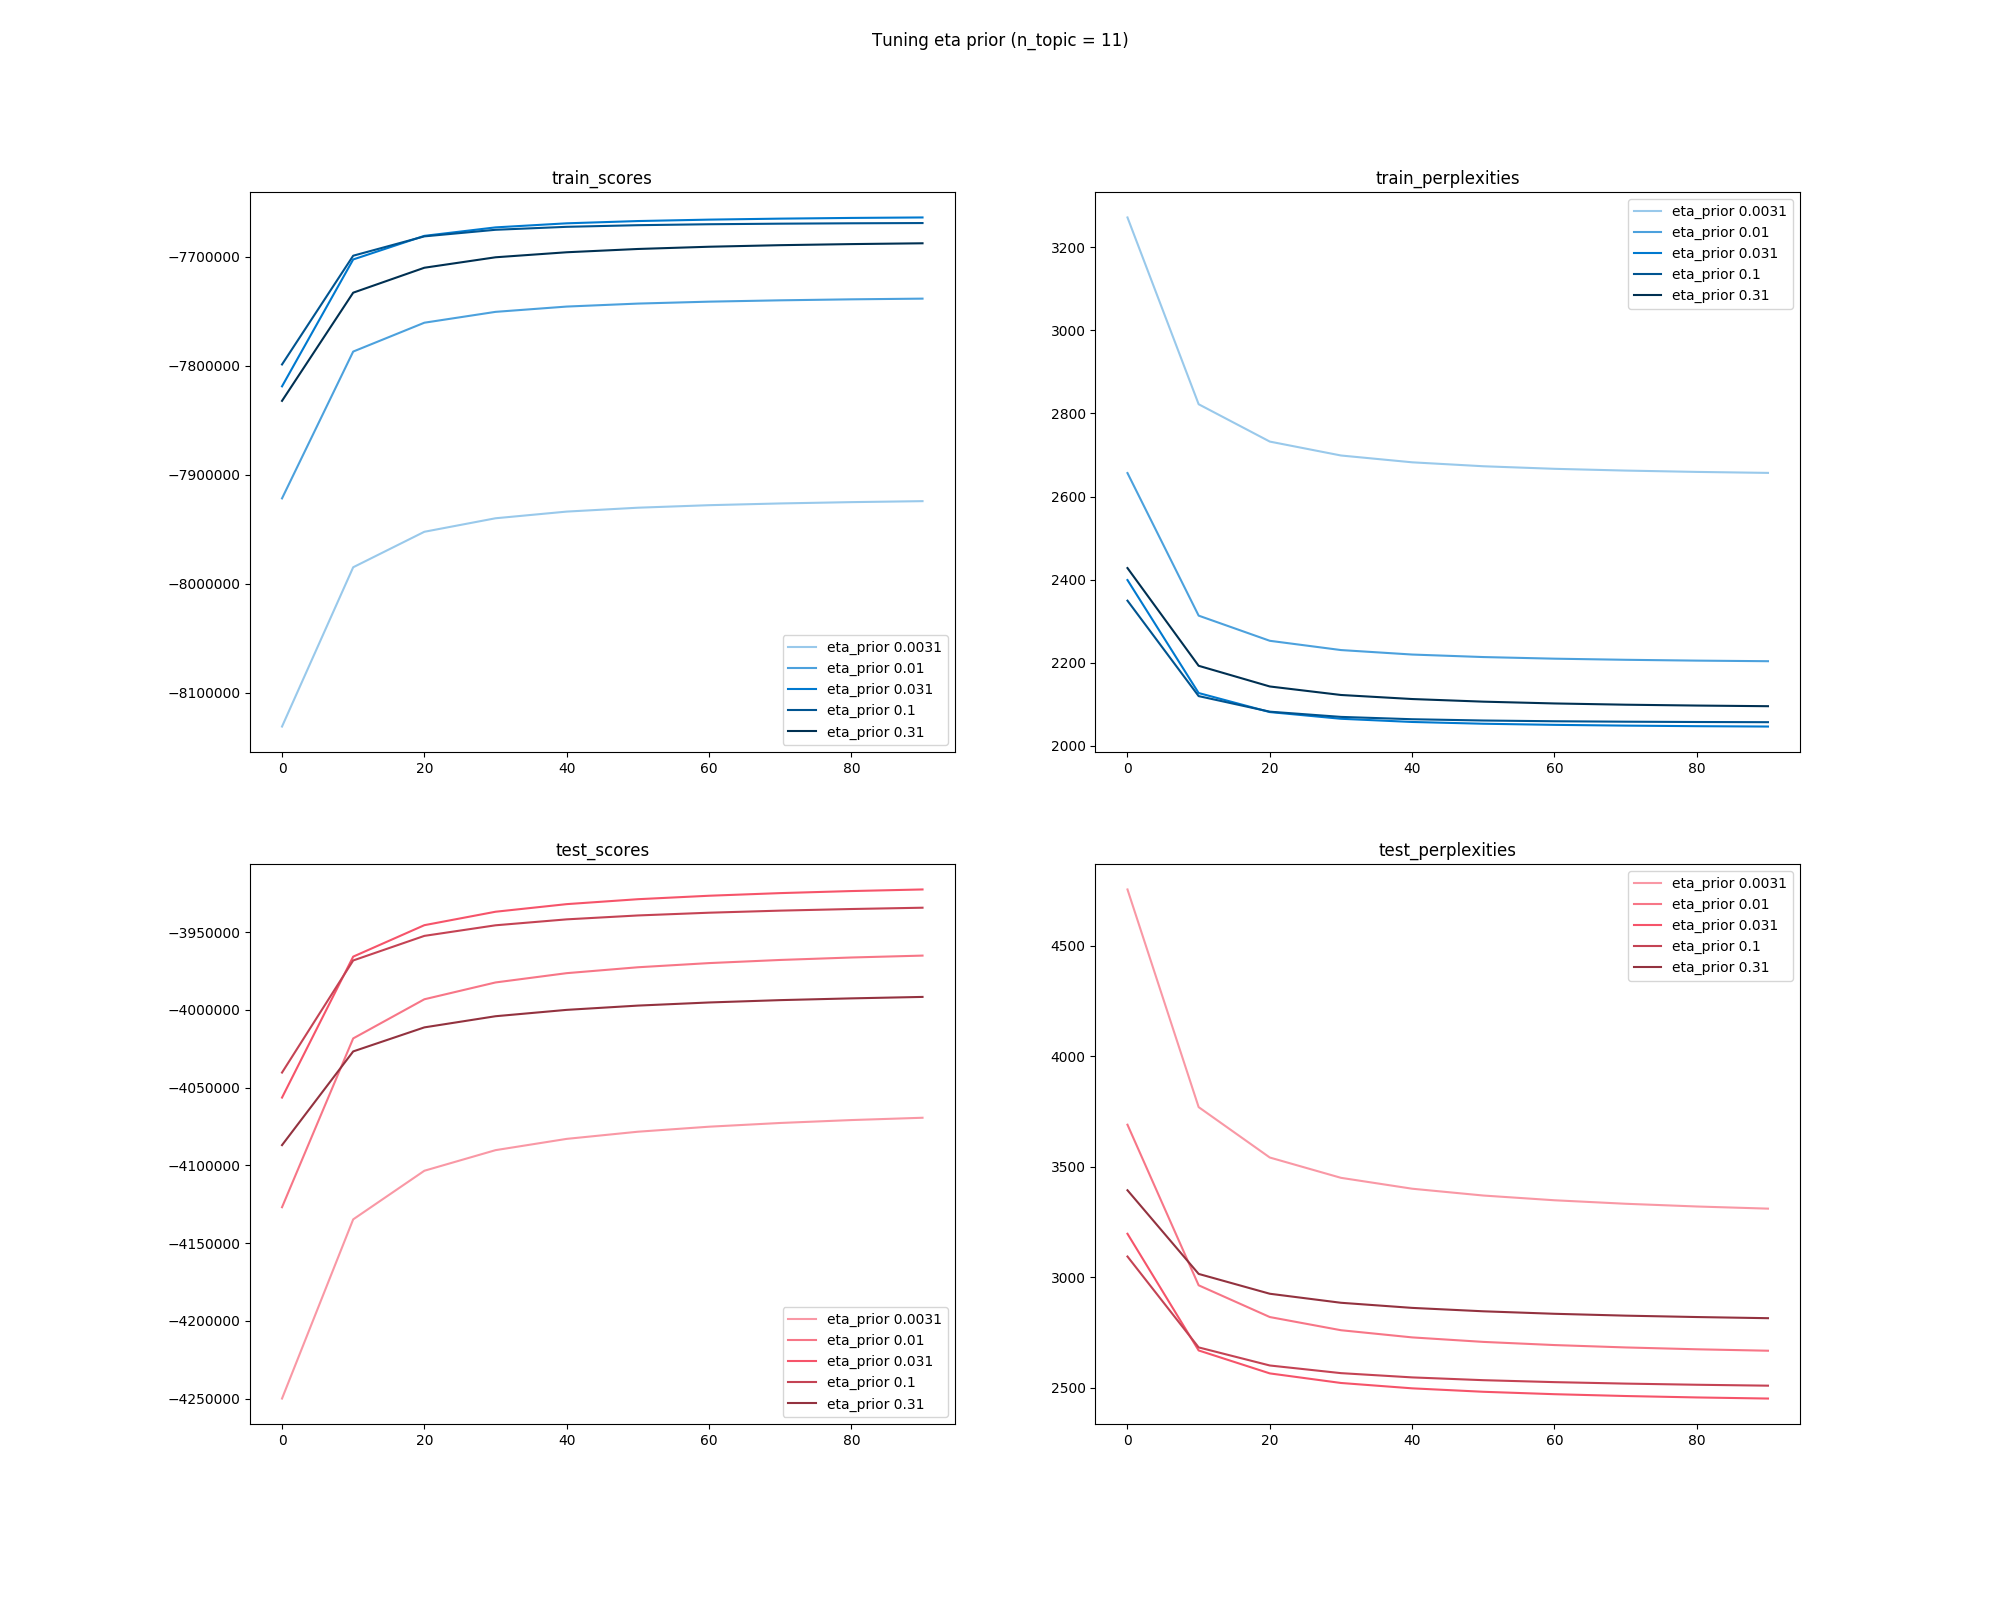 Tuning eta prior (n_topic = 11)
train_scores
−7700000
−7800000
−7900000
−8000000
−8100000
0 20 40 60 80
eta_prior 0.0031
eta_prior 0.01
eta_prior 0.031
eta_prior 0.1
eta_prior 0.31
train_perplexities
3200
3000
2800
2600
2400
2200
2000
0 20 40 60 80
eta_prior 0.0031
eta_prior 0.01
eta_prior 0.031
eta_prior 0.1
eta_prior 0.31
test_scores
−3950000
−4000000
−4050000
−4100000
−4150000
−4200000
−4250000
0 20 40 60 80
eta_prior 0.0031
eta_prior 0.01
eta_prior 0.031
eta_prior 0.1
eta_prior 0.31
test_perplexities
4500
4000
3500
3000
2500
0 20 40 60 80
eta_prior 0.0031
eta_prior 0.01
eta_prior 0.031
eta_prior 0.1
eta_prior 0.31